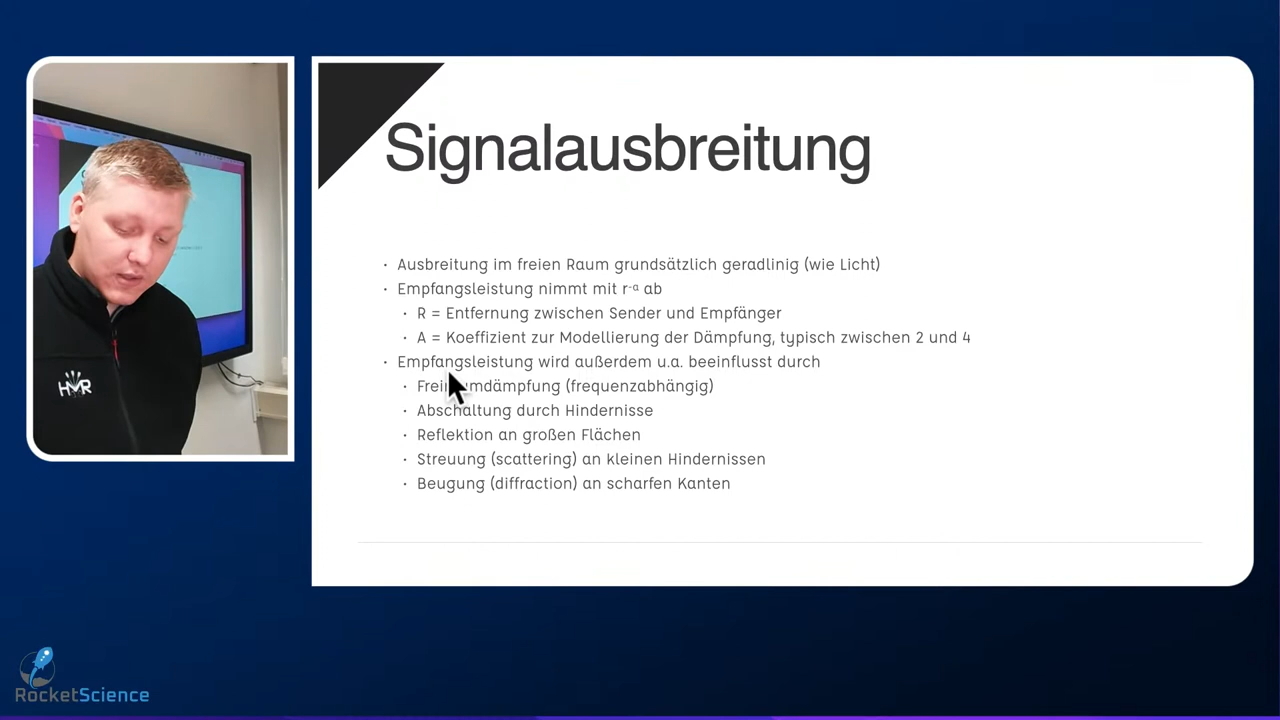 Signalausbreitung
· Ausbreitung im freien Raum grundsätzlich geradlinig (wie Licht)
· Empfangsleistung nimmt mit r⁻ᵅ ab
· R = Entfernung zwischen Sender und Empfänger
· A = Koeffizient zur Modellierung der Dämpfung, typisch zwischen 2 und 4
· Empfangsleistung wird außerdem u.a. beeinflusst durch
· (frequenzabhängig)
· Abschaltung durch Hindernisse
· Reflektion an großen Flächen
· Streuung (scattering) an kleinen Hindernissen
· Beugung (diffraction) an scharfen Kanten
HVR
RocketScience